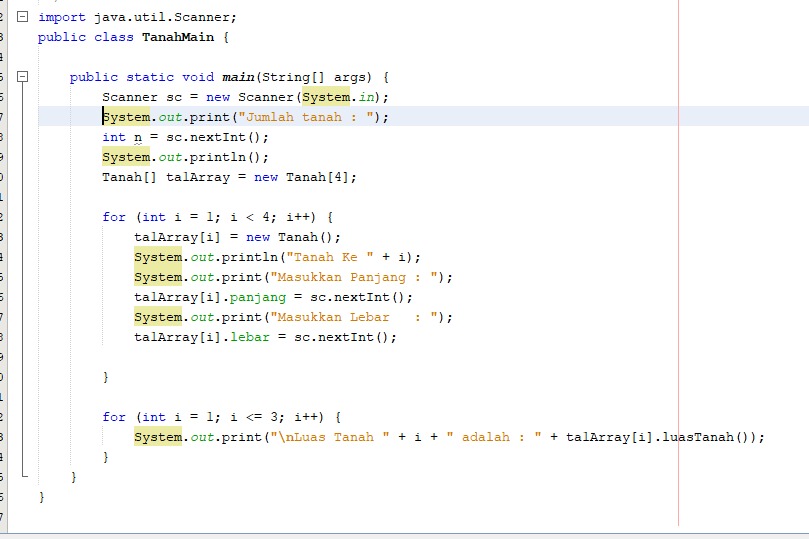 2 import java.util.Scanner;
3 public class TanahMain {
4
5     public static void main(String[] args) {
6         Scanner sc = new Scanner(System.in);
7         System.out.print("Jumlah tanah : ");
8         int n = sc.nextInt();
9         System.out.println();
0         Tanah[] talArray = new Tanah[4];
1
2         for (int i = 1; i < 4; i++) {
3             talArray[i] = new Tanah();
4             System.out.println("Tanah Ke " + i);
5             System.out.print("Masukkan Panjang : ");
6             talArray[i].panjang = sc.nextInt();
7             System.out.print("Masukkan Lebar   : ");
8             talArray[i].lebar = sc.nextInt();
9
0         }
1
2         for (int i = 1; i <= 3; i++) {
3             System.out.print("\nLuas Tanah " + i + " adalah : " + talArray[i].luasTanah());
4         }
5     }
6 }
7